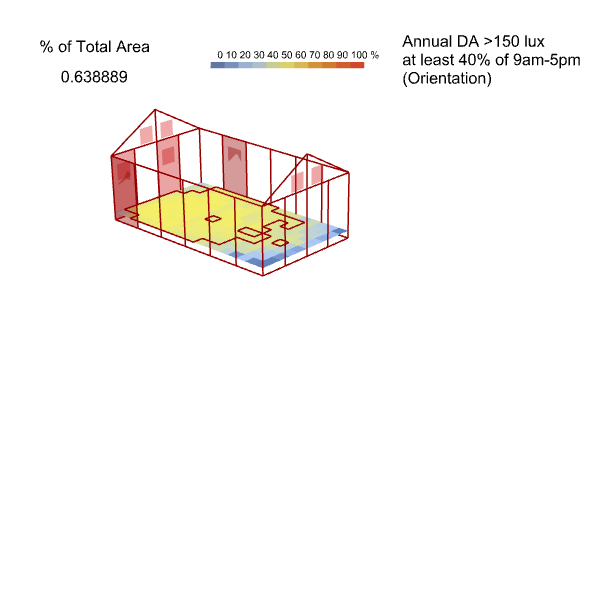 % of Total Area
0.638889
0 10 20 30 40 50 60 70 80 90 100 %
Annual DA >150 lux
at least 40% of 9am-5pm
(Orientation)